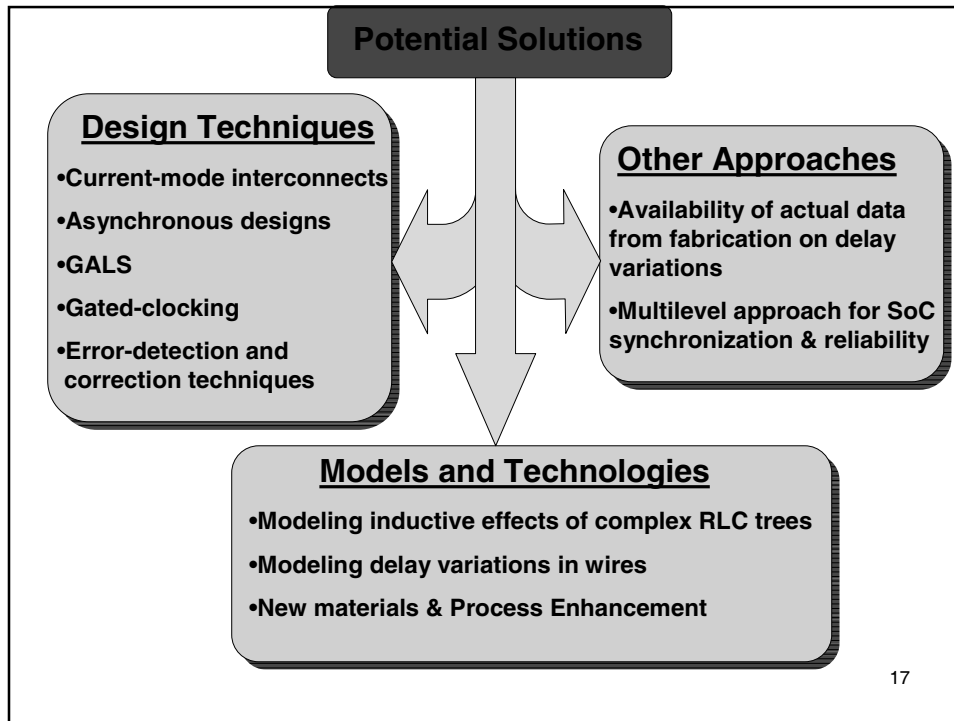 Potential Solutions
Design Techniques
•Current-mode interconnects
•Asynchronous designs
•GALS
•Gated-clocking
•Error-detection and
correction techniques
Other Approaches
•Availability of actual data
from fabrication on delay
variations
•Multilevel approach for SoC
synchronization & reliability
Models and Technologies
•Modeling inductive effects of complex RLC trees
•Modeling delay variations in wires
•New materials & Process Enhancement
17